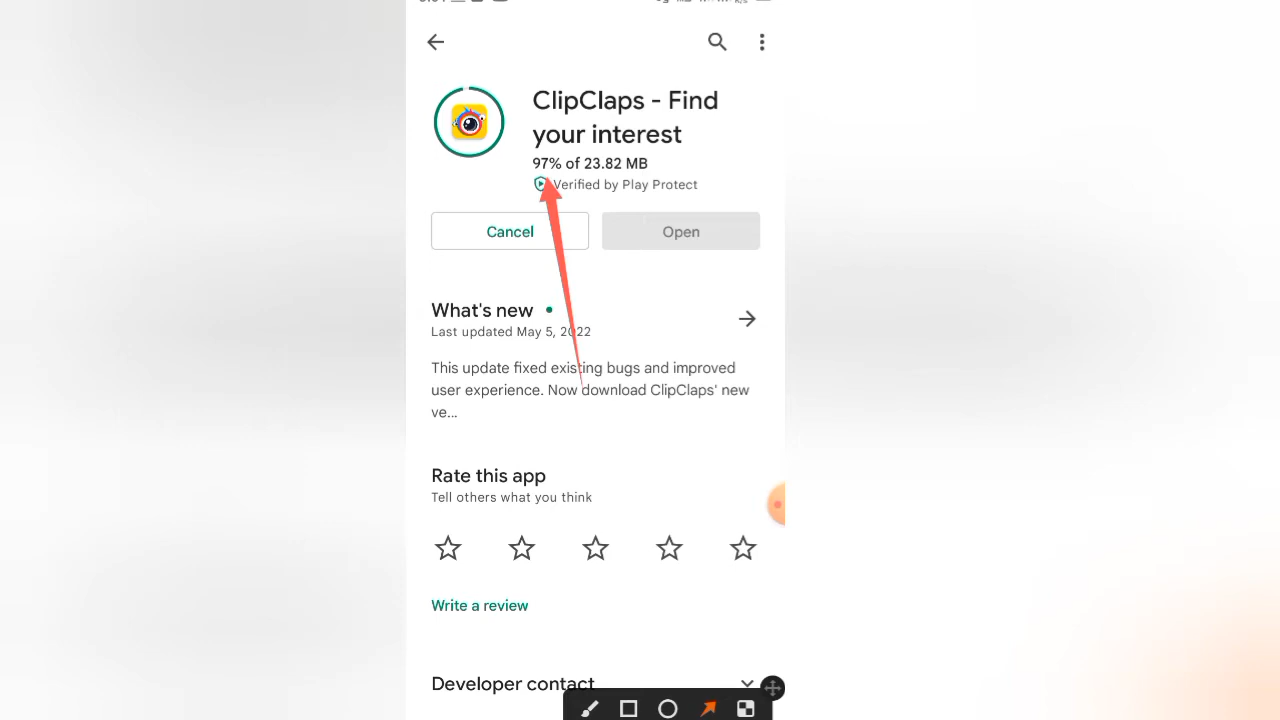 ClipClaps - Find
your interest
97% of 23.82 MB
Verified by Play Protect
Cancel
Open
What's new
Last updated May 5, 2022
This update fixed existing bugs and improved
user experience. Now download ClipClaps' new
ve...
Rate this app
Tell others what you think
Write a review
Developer contact